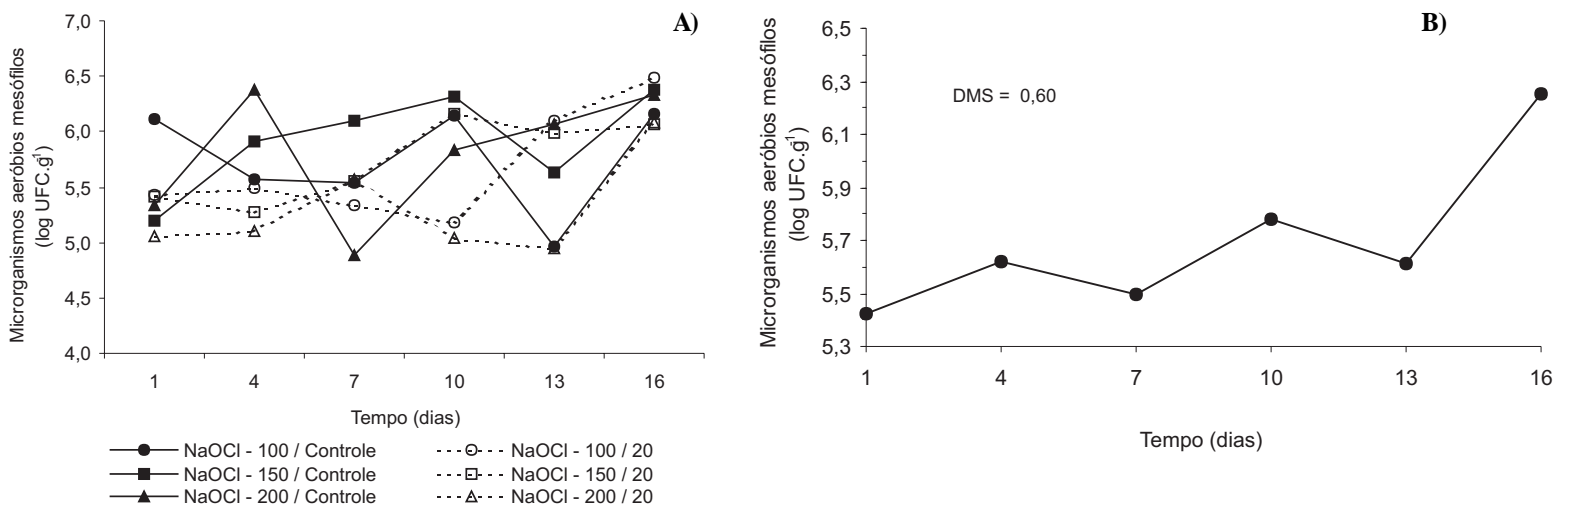 A)
Microrganismos aeróbios mesófilos
(log UFC.g-1)
7,0
6,5
6,0
5,5
5,0
4,5
4,0
1 4 7 10 13 16
Tempo (dias)
NaOCl - 100 / Controle NaOCl - 100 / 20
NaOCl - 150 / Controle NaOCl - 150 / 20
NaOCl - 200 / Controle NaOCl - 200 / 20
B)
Microrganismos aeróbios mesófilos
(log UFC.g-1)
6,5
6,3
6,1
5,9
5,7
5,5
5,3
DMS = 0,60
1 4 7 10 13 16
Tempo (dias)